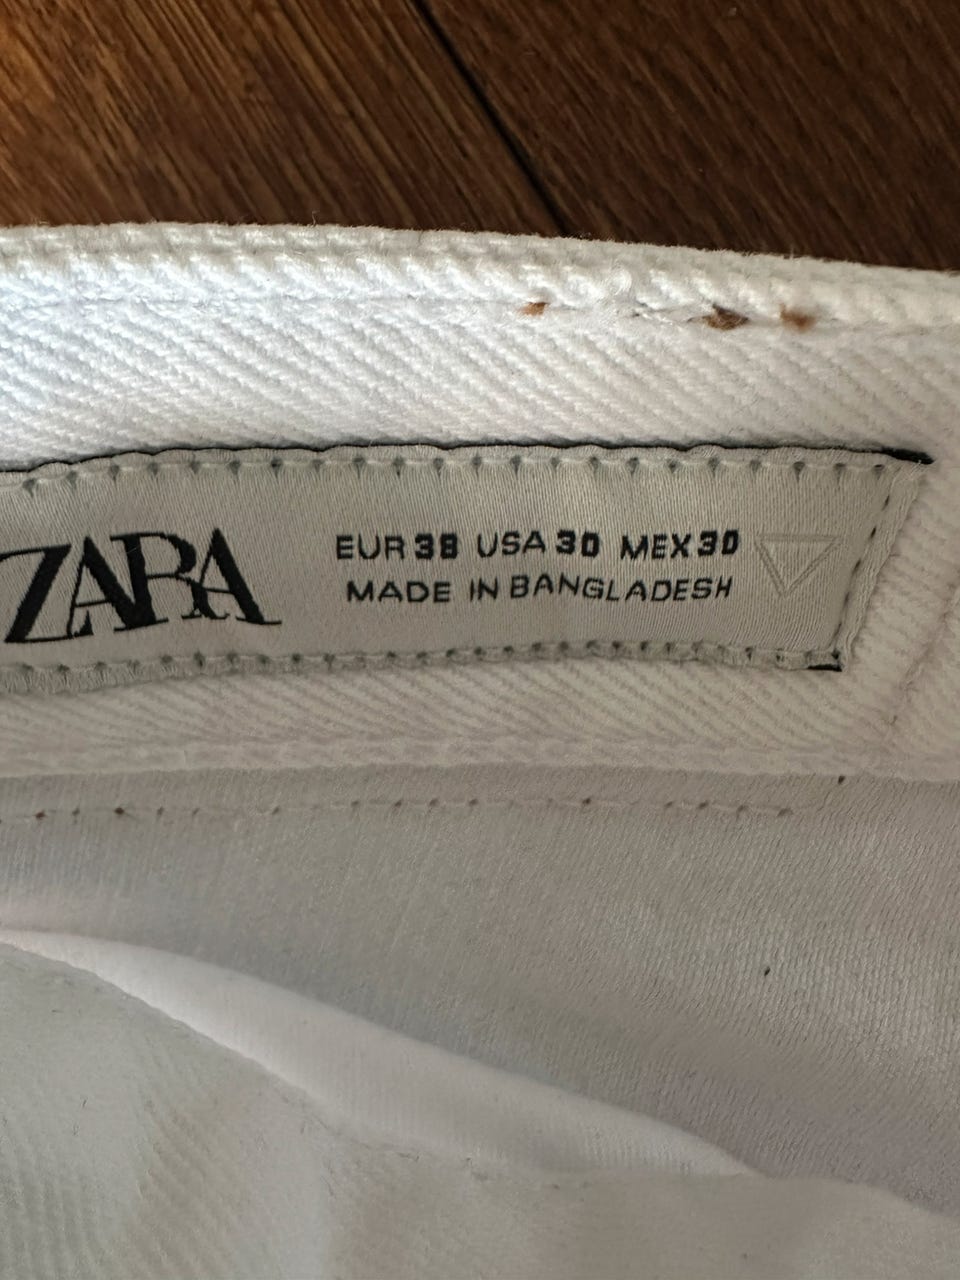 ZARA
EUR 38 USA 30 MEX 30
MADE IN BANGLADESH